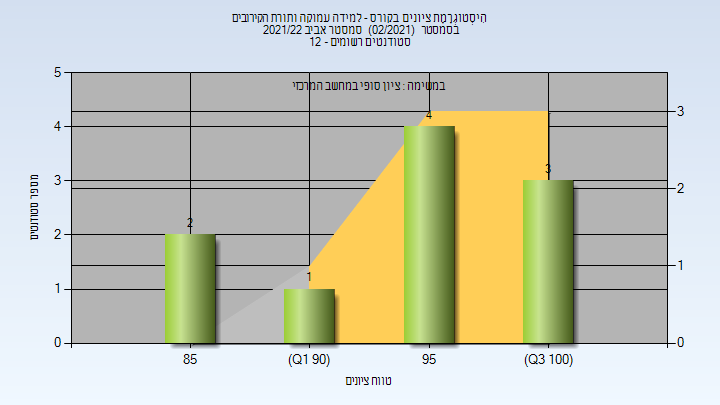 היסטוגרמת ציונים בקורס - למידה עמוקה ותורת הקירובים
בסמסטר (02/2021) סמסטר אביב 2021/22
סטודנטים רשומים - 12
במשימה : ציון סופי במחשב המרכזי
5
4
3
2
1
0
3
2
1
0
2
1
4
3
מספר סטודנטים
85
(Q1 90)
95
(Q3 100)
טווח ציונים